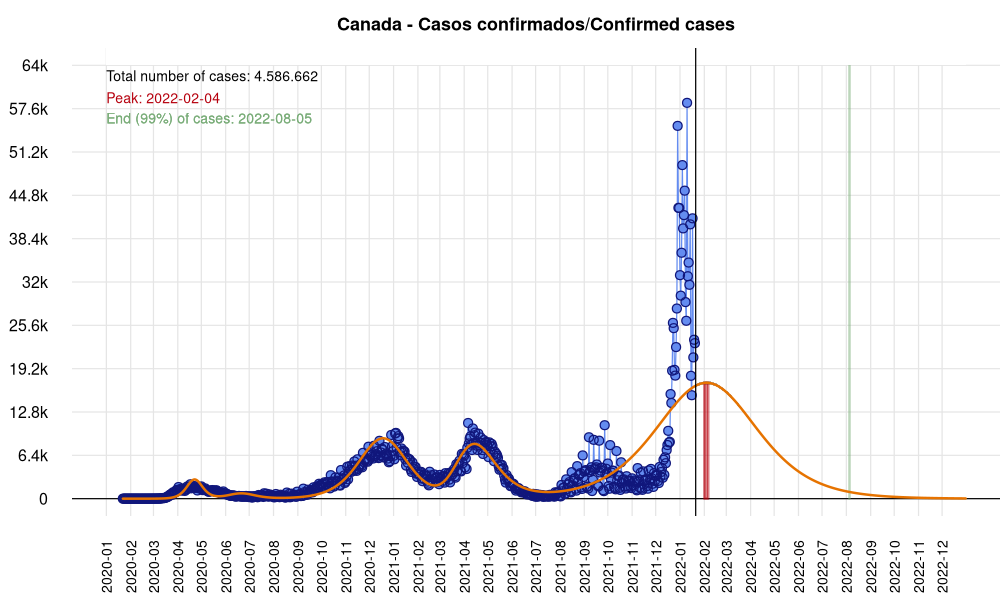 Canada - Casos confirmados/Confirmed cases
Total number of cases: 4.586.662
Peak: 2022-02-04
End (99%) of cases: 2022-08-05
64k
57.6k
51.2k
44.8k
38.4k
32k
25.6k
19.2k
12.8k
6.4k
0
2020-01
2020-02
2020-03
2020-04
2020-05
2020-06
2020-07
2020-08
2020-09
2020-10
2020-11
2020-12
2021-01
2021-02
2021-03
2021-04
2021-05
2021-06
2021-07
2021-08
2021-09
2021-10
2021-11
2021-12
2022-01
2022-02
2022-03
2022-04
2022-05
2022-06
2022-07
2022-08
2022-09
2022-10
2022-11
2022-12